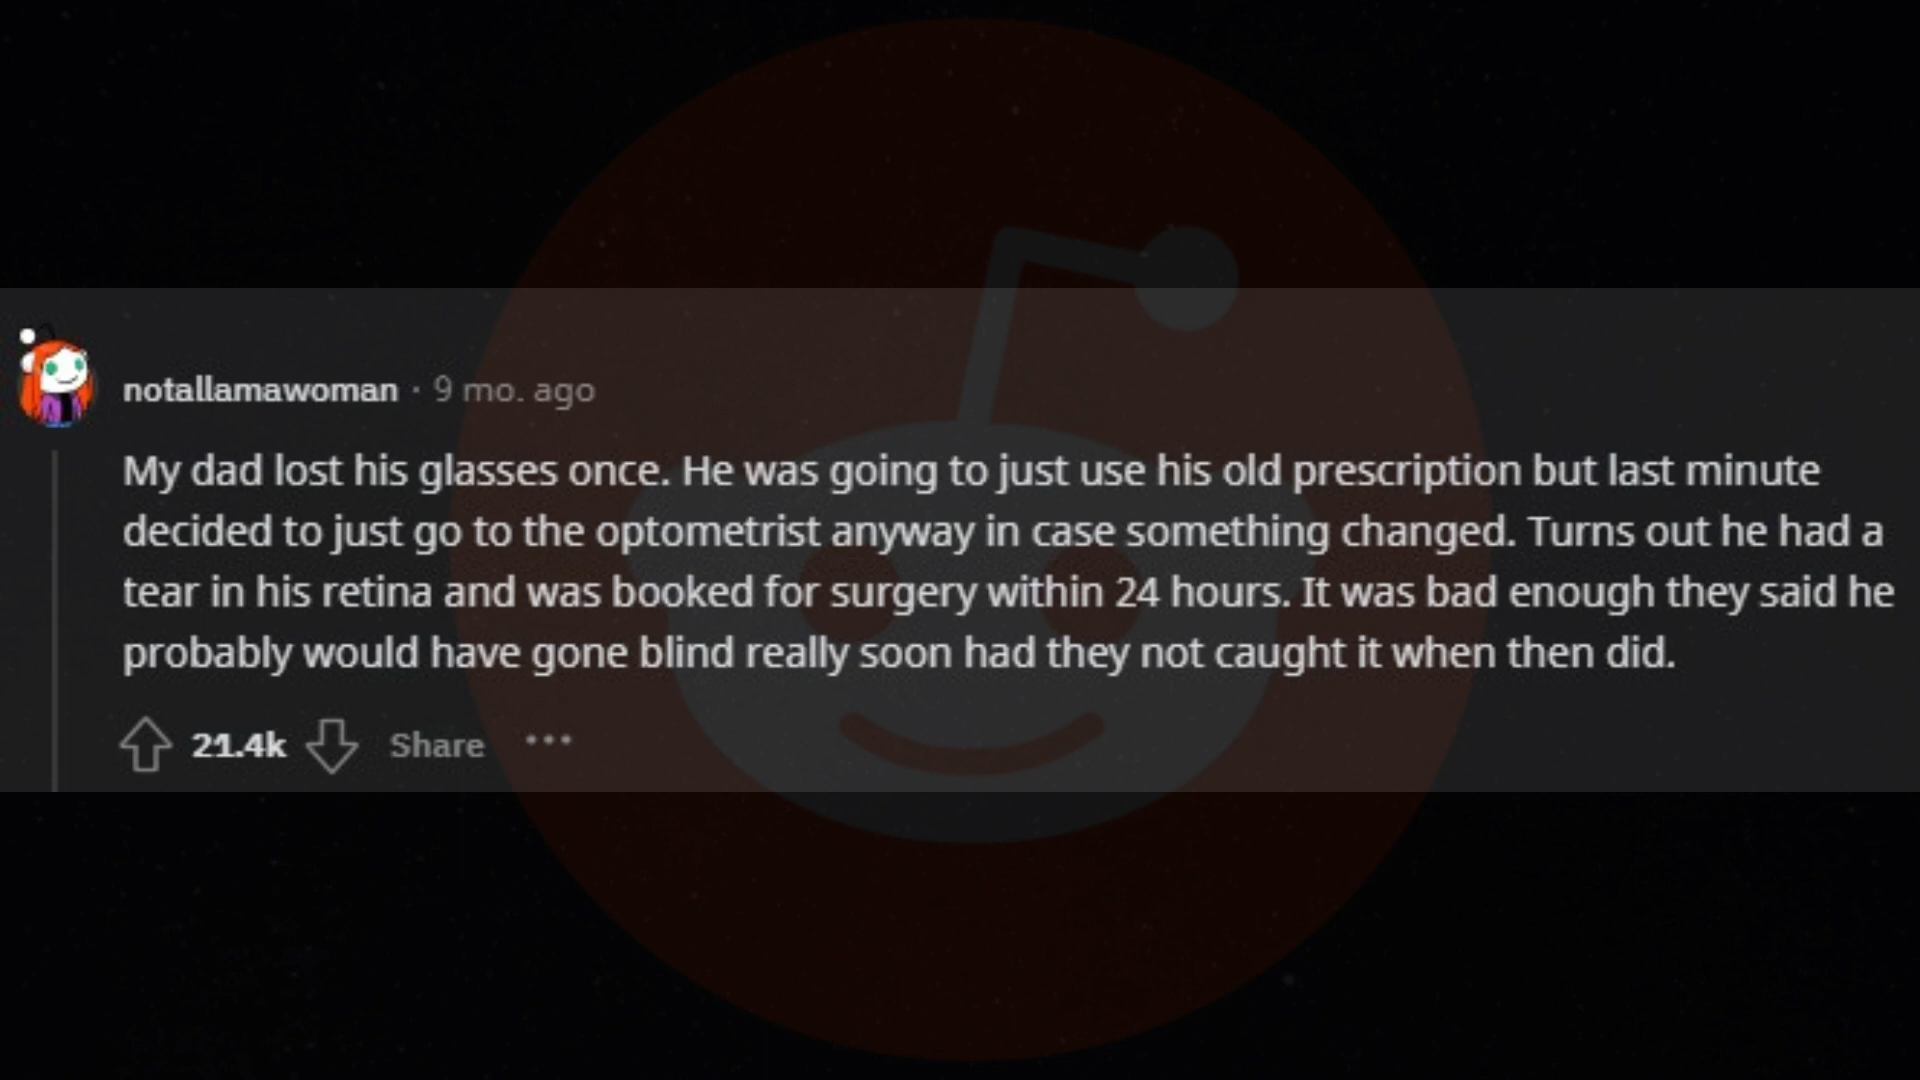 notallamawoman · 9 mo. ago
My dad lost his glasses once. He was going to just use his old prescription but last minute
decided to just go to the optometrist anyway in case something changed. Turns out he had a
tear in his retina and was booked for surgery within 24 hours. It was bad enough they said he
probably would have gone blind really soon had they not caught it when then did.
21.4k Share ···